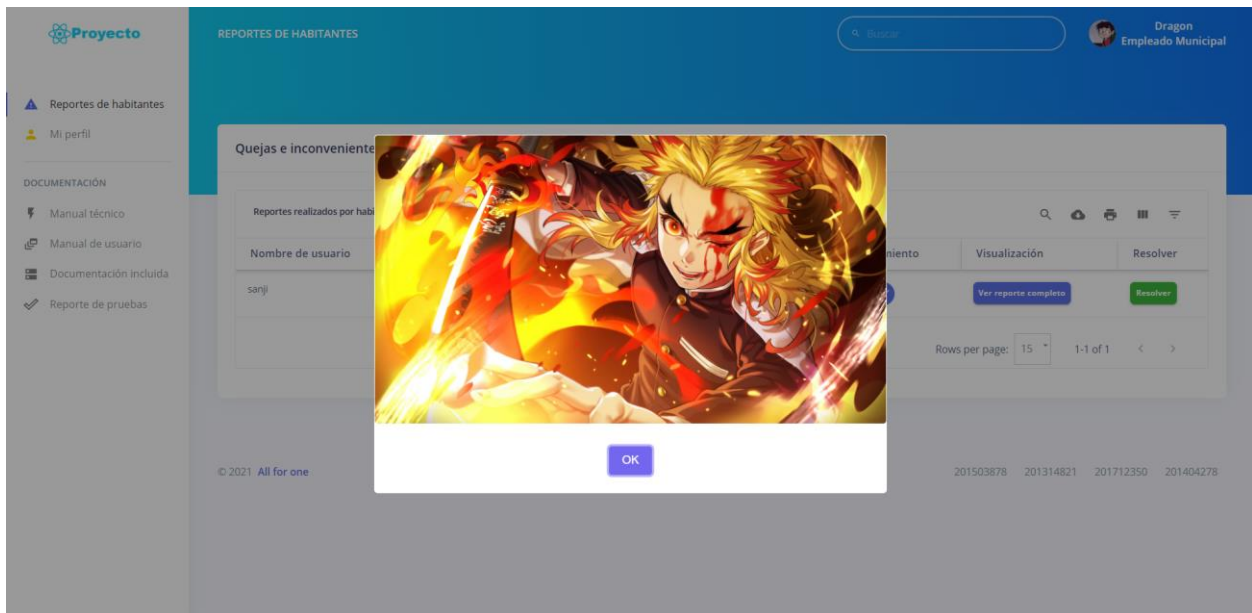 Proyecto
REPORTES DE HABITANTES
Buscar
Dragon
Empleado Municipal
Reportes de habitantes
Mi perfil
DOCUMENTACIÓN
Manual técnico
Manual de usuario
Documentación incluida
Reporte de pruebas
Quejas e inconveniente
Reportes realizados por habi
Nombre de usuario
miento
Visualización
Resolver
sanji
Ver reporte completo
Resolver
Rows per page: 15
1-1 of 1
OK
© 2021 All for one
201503878 201314821 201712350 201404278